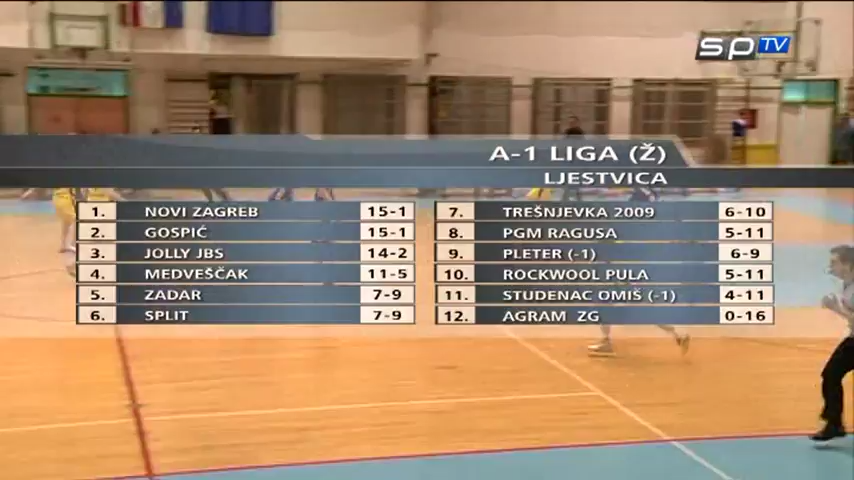 SPTV
A-1 LIGA (Ž)
LJESTVICA
1. NOVI ZAGREB 15-1
2. GOSPIĆ 15-1
3. JOLLY JBS 14-2
4. MEDVEŠČAK 11-5
5. ZADAR 7-9
6. SPLIT 7-9
7. TREŠNJEVKA 2009 6-10
8. PGM RAGUSA 5-11
9. PLETER (-1) 6-9
10. ROCKWOOL PULA 5-11
11. STUDENAC OMIŠ (-1) 4-11
12. AGRAM ZG 0-16